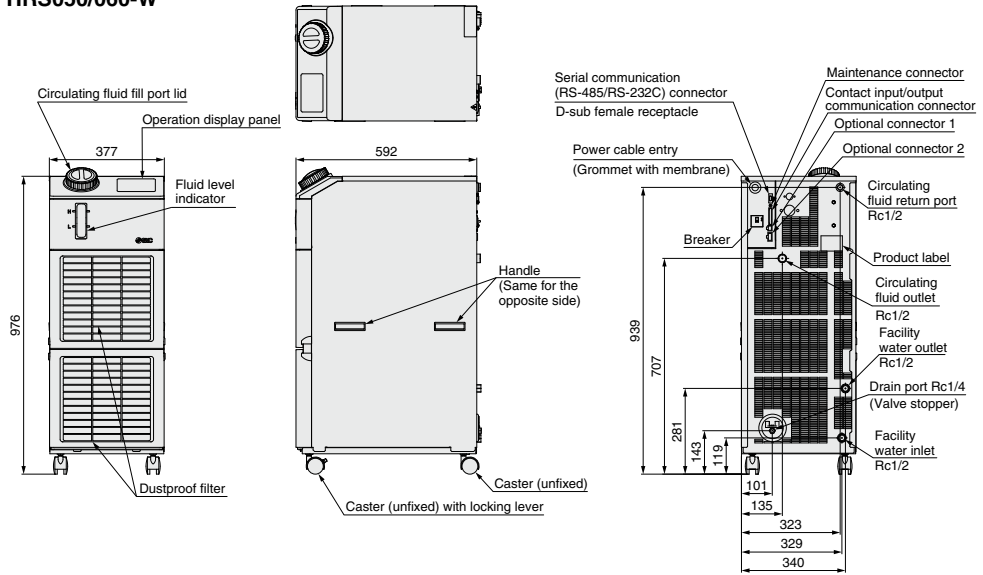 HRS050/060-W
Circulating fluid fill port lid
Operation display panel
377
Fluid level
indicator
H
L
SMC
976
Dustproof filter
592
Handle
(Same for the
opposite side)
Caster (unfixed)
Caster (unfixed) with locking lever
Serial communication
(RS-485/RS-232C) connector
D-sub female receptacle
Power cable entry
(Grommet with membrane)
Breaker
Maintenance connector
Contact input/output
communication connector
Optional connector 1
Optional connector 2
Circulating
fluid return port
Rc1/2
Product label
Circulating
fluid outlet
Rc1/2
Facility
water outlet
Rc1/2
Drain port Rc1/4
(Valve stopper)
Facility
water inlet
Rc1/2
939
707
281
143
119
101
135
323
329
340